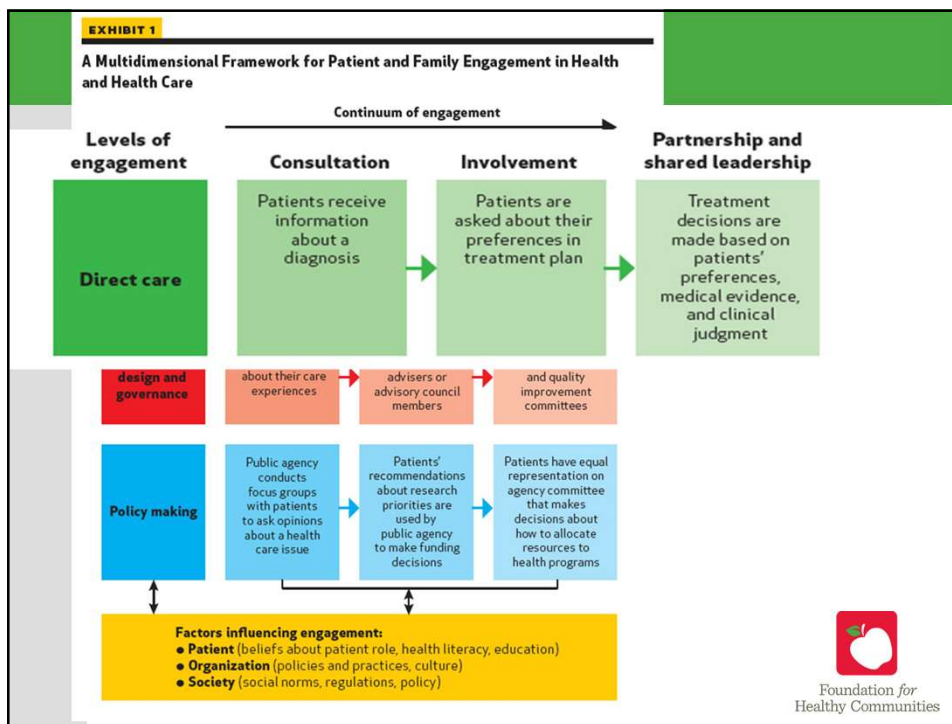 EXHIBIT 1
A Multidimensional Framework for Patient and Family Engagement in Health
and Health Care
Continuum of engagement
Levels of
engagement
Consultation
Involvement
Partnership and
shared leadership
Direct care
Patients receive
information
about a
diagnosis
Patients are
asked about their
preferences in
treatment plan
Treatment
decisions are
made based on
patients'
preferences,
medical evidence,
and clinical
judgment
design and
governance
about their care
experiences
advisers or
advisory council
members
and quality
improvement
committees
Policy making
Public agency
conducts
focus groups
with patients
to ask opinions
about a health
care issue
Patients'
recommendations
about research
priorities are
used by
public agency
to make funding
decisions
Patients have equal
representation on
agency committee
that makes
decisions about
how to allocate
resources to
health programs
Factors influencing engagement:
● Patient (beliefs about patient role, health literacy, education)
● Organization (policies and practices, culture)
● Society (social norms, regulations, policy)
Foundation for
Healthy Communities